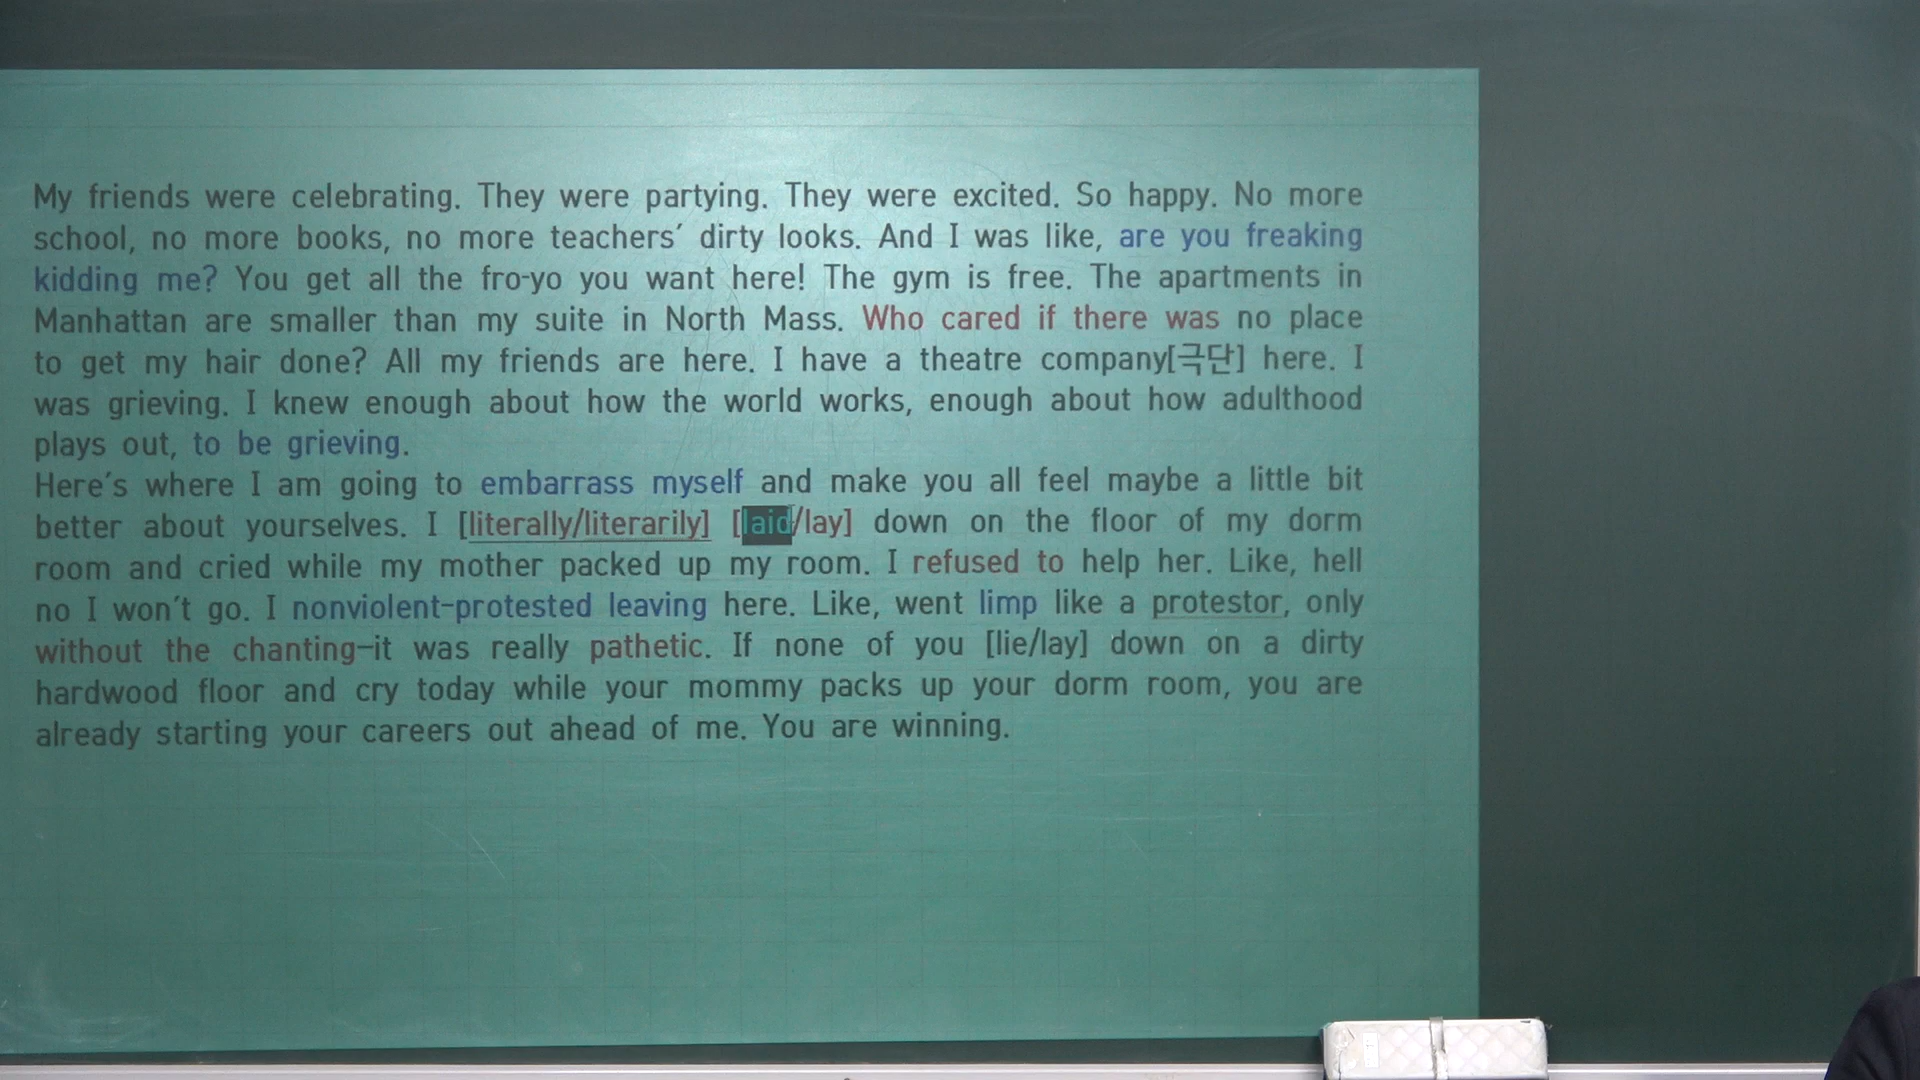 My friends were celebrating. They were partying. They were excited. So happy. No more
school, no more books, no more teachers’ dirty looks. And I was like, are you freaking
kidding me? You get all the fro-yo you want here! The gym is free. The apartments in
Manhattan are smaller than my suite in North Mass. Who cared if there was no place
to get my hair done? All my friends are here. I have a theatre company[극단] here. I
was grieving. I knew enough about how the world works, enough about how adulthood
plays out, to be grieving.
Here’s where I am going to embarrass myself and make you all feel maybe a little bit
better about yourselves. I [literally/literarily] [laid/lay] down on the floor of my dorm
room and cried while my mother packed up my room. I refused to help her. Like, hell
no I won’t go. I nonviolent-protested leaving here. Like, went limp like a protestor, only
without the chanting—it was really pathetic. If none of you [lie/lay] down on a dirty
hardwood floor and cry today while your mommy packs up your dorm room, you are
already starting your careers out ahead of me. You are winning.